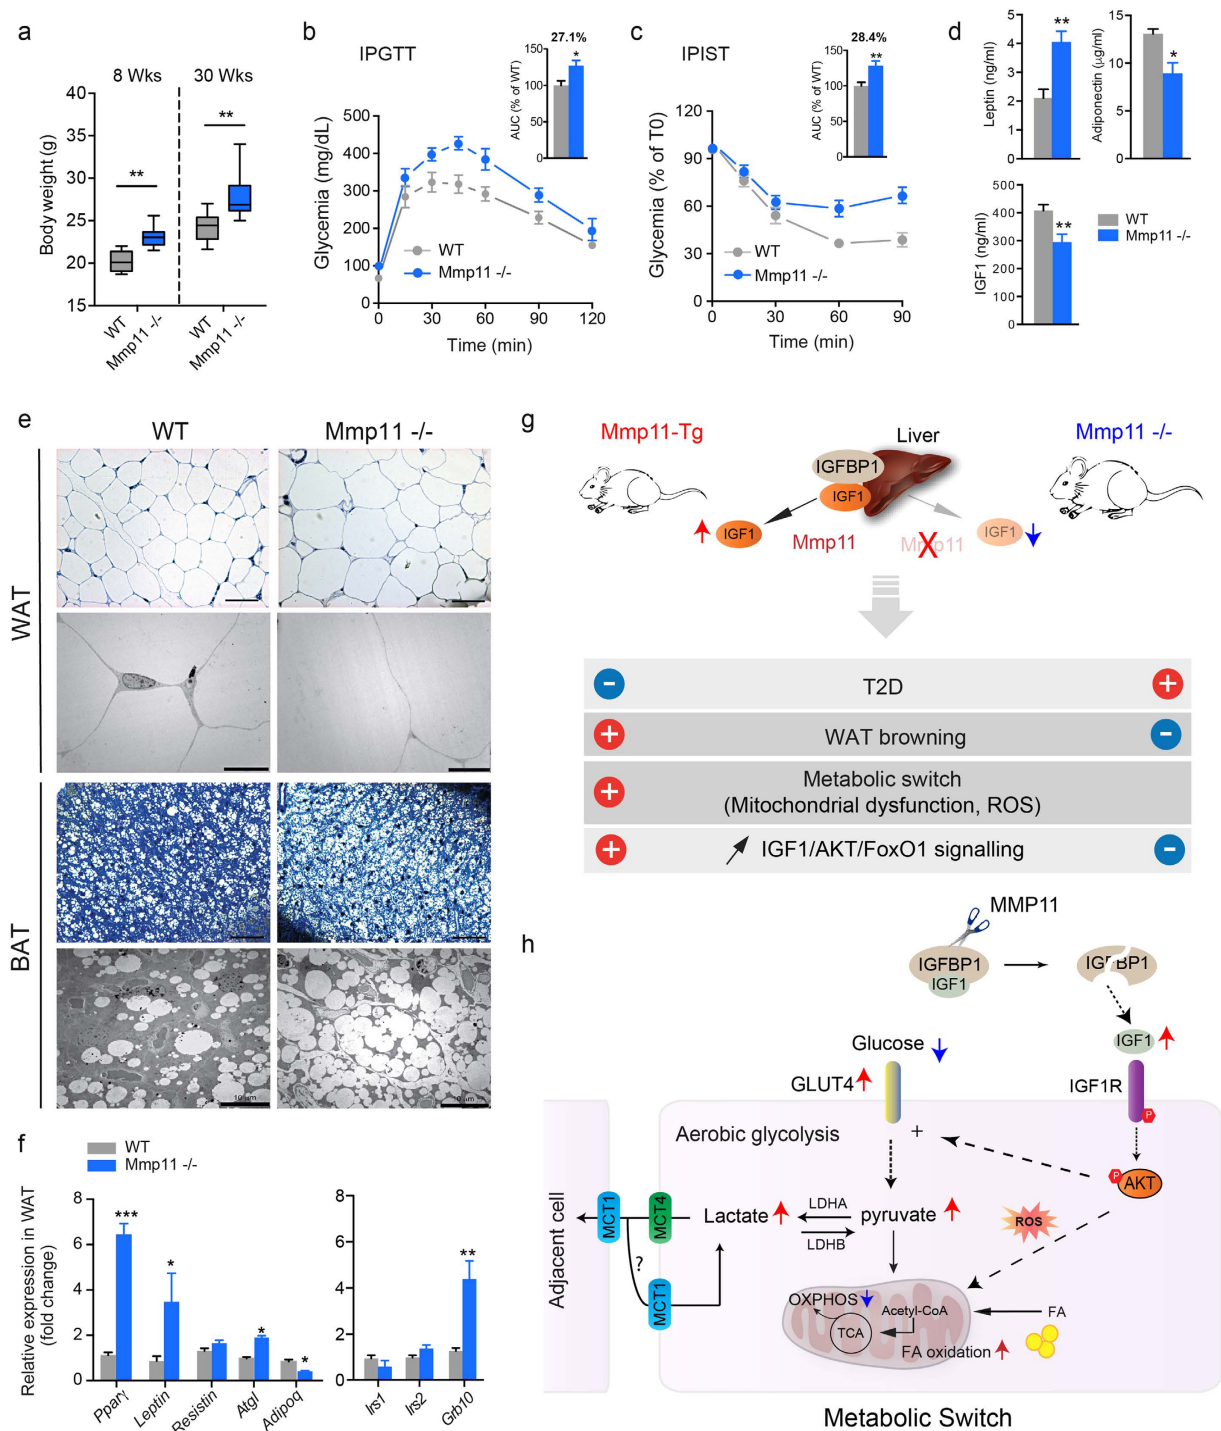 a
8 Wks
30 Wks
Body weight (g)
40
35
30
25
20
15
**
**
WT
Mmp11 -/-
WT
Mmp11 -/-
b
IPGTT
27.1%
AUC (% of WT)
150
100
50
0
*
Glycemia (mg/dL)
500
400
300
200
100
0
WT
Mmp11 -/-
0
30
60
90
120
Time (min)
c
IPIST
28.4%
AUC (% of WT)
150
100
50
0
**
Glycemia (% of T0)
120
90
60
30
0
WT
Mmp11 -/-
0
30
60
90
Time (min)
d
Leptin (ng/ml)
6
4
2
0
**
Adiponectin (µg/ml)
15
10
5
0
*
IGF1 (ng/ml)
500
400
300
200
100
0
**
WT
Mmp11 -/-
e
WT
Mmp11 -/-
WAT
BAT
10 µm
10 µm
f
WT
Mmp11 -/-
Relative expression in WAT
(fold change)
8
6
4
2
0
***
*
*
*
Pparγ
Leptin
Resistin
Atgl
Adipoq
8
6
4
2
0
**
Irs1
Irs2
Grb10
g
Mmp11-Tg
Liver
Mmp11 -/-
IGFBP1
IGF1
IGF1
Mmp11
Mmp11
X
IGF1
-
T2D
+
+
WAT browning
-
+
Metabolic switch
(Mitochondrial dysfunction, ROS)
+
IGF1/AKT/FoxO1 signalling
-
h
MMP11
IGFBP1
IGF1
IGFBP1
IGF1
Glucose
GLUT4
IGF1R
P
Aerobic glycolysis
+
P
AKT
Adjacent cell
MCT1
MCT4
Lactate
LDHA
LDHB
pyruvate
ROS
?
MCT1
OXPHOS
Acetyl-CoA
TCA
FA oxidation
FA
Metabolic Switch